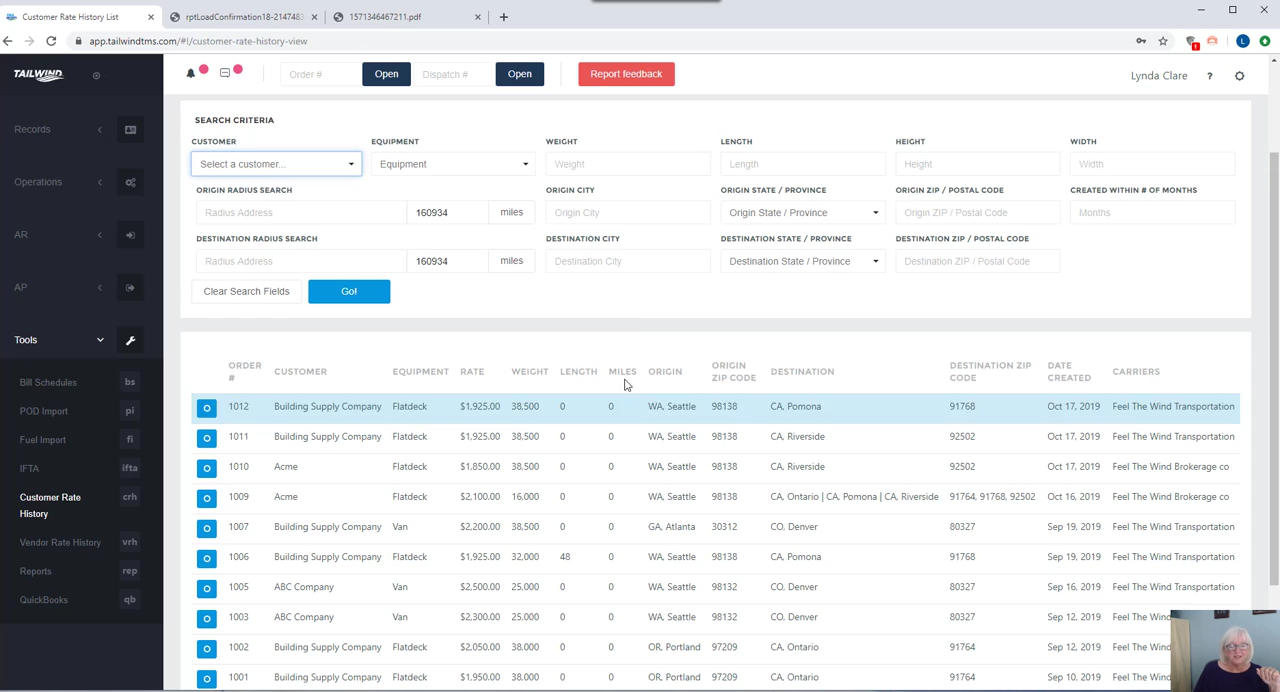 Customer Rate History List
rptLoadConfirmation18-2147483
1571346467211.pdf
app.tailwindtms.com/#!/customer-rate-history-view
L
TAILWIND
Order #
Open
Dispatch #
Open
Report feedback
Lynda Clare
?
Records
Operations
AR
AP
Tools
Bill Schedules bs
POD Import pi
Fuel Import fi
IFTA ifta
Customer Rate crh
History
Vendor Rate History vrh
Reports rep
QuickBooks qb
SEARCH CRITERIA
CUSTOMER EQUIPMENT WEIGHT LENGTH HEIGHT WIDTH
Select a customer... Equipment Weight Length Height Width
ORIGIN RADIUS SEARCH ORIGIN CITY ORIGIN STATE / PROVINCE ORIGIN ZIP / POSTAL CODE CREATED WITHIN # OF MONTHS
Radius Address 160934 miles Origin City Origin State / Province Origin ZIP / Postal Code Months
DESTINATION RADIUS SEARCH DESTINATION CITY DESTINATION STATE / PROVINCE DESTINATION ZIP / POSTAL CODE
Radius Address 160934 miles Destination City Destination State / Province Destination ZIP / Postal Code
Clear Search Fields Go!
ORDER # CUSTOMER EQUIPMENT RATE WEIGHT LENGTH MILES ORIGIN ORIGIN ZIP CODE DESTINATION DESTINATION ZIP CODE DATE CREATED CARRIERS
O 1012 Building Supply Company Flatdeck $1,925.00 38,500 0 0 WA, Seattle 98138 CA, Pomona 91768 Oct 17, 2019 Feel The Wind Transportation
O 1011 Building Supply Company Flatdeck $1,925.00 38,500 0 0 WA, Seattle 98138 CA, Riverside 92502 Oct 17, 2019 Feel The Wind Transportation
O 1010 Acme Flatdeck $1,850.00 38,500 0 0 WA, Seattle 98138 CA, Riverside 92502 Oct 17, 2019 Feel The Wind Brokerage co
O 1009 Acme Flatdeck $2,100.00 16,000 0 0 WA, Seattle 98138 CA, Ontario | CA, Pomona | CA, Riverside 91764, 91768, 92502 Oct 16, 2019 Feel The Wind Brokerage co
O 1007 Building Supply Company Van $2,200.00 38,500 0 0 GA, Atlanta 30312 CO, Denver 80327 Sep 19, 2019 Feel The Wind Transportation
O 1006 Building Supply Company Flatdeck $1,925.00 32,000 48 0 WA, Seattle 98138 CA, Pomona 91768 Sep 19, 2019 Feel The Wind Transportation
O 1005 ABC Company Van $2,500.00 25,000 0 0 WA, Seattle 98132 CO, Denver 80327 Sep 16, 2019 Feel The Wind Transportation
O 1003 ABC Company Van $2,300.00 25,000 0 0 WA, Seattle 98132 CO, Denver 80327 Sep 12, 2019 Feel The Wind
O 1002 Building Supply Company Flatdeck $2,050.00 38,000 0 0 OR, Portland 97209 CA, Ontario 91764 Sep 12, 2019 Feel The Win
O 1001 Building Supply Company Flatdeck $1,950.00 38,000 0 0 OR, Portland 97209 CA, Ontario 91764 Sep 10, 2019 Feel The Win